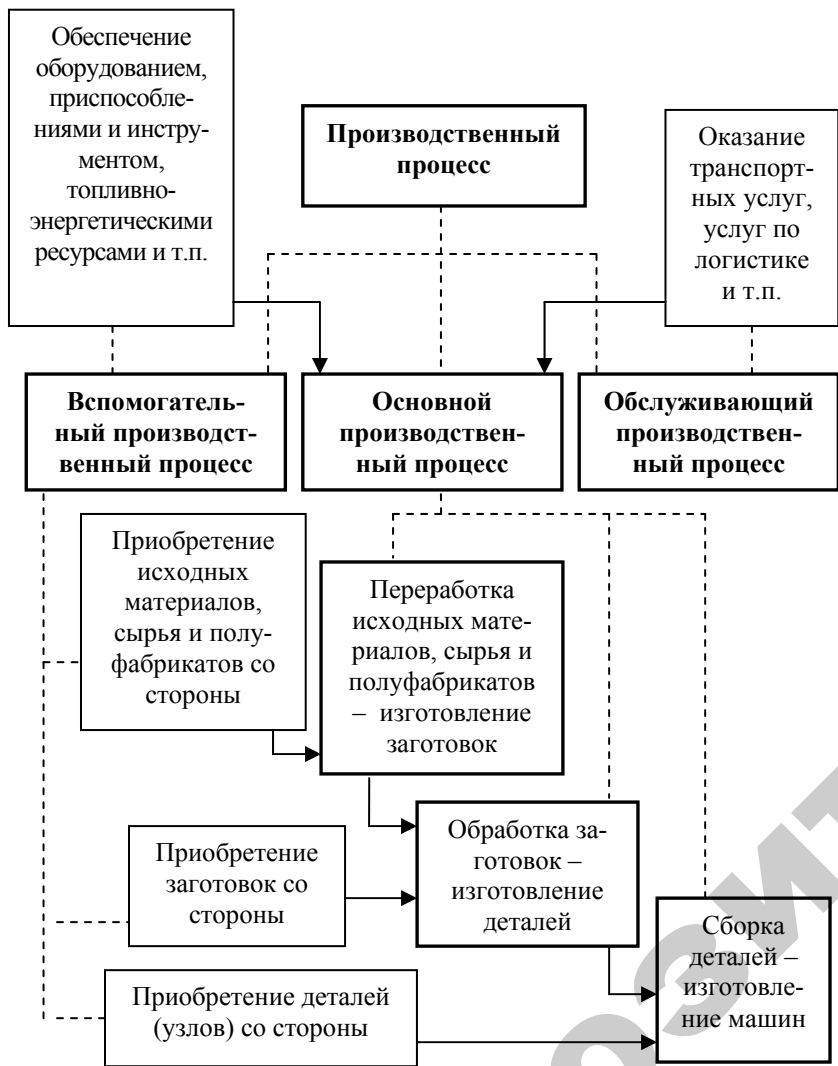 Обеспечение
оборудованием,
приспособле-
ниями и инстру-
ментом,
топливно-
энергетическими
ресурсами и т.п.
Производственный
процесс
Оказание
транспорт-
ных услуг,
услуг по
логистике
и т.п.
Вспомогатель-
ный производст-
венный процесс
Основной
производствен-
ный процесс
Обслуживающий
производствен-
ный процесс
Приобретение
исходных
материалов,
сырья и полу-
фабрикатов со
стороны
Переработка
исходных мате-
риалов, сырья и
полуфабрикатов
– изготовление
заготовок
Приобретение
заготовок со
стороны
Обработка за-
готовок –
изготовление
деталей
Приобретение деталей
(узлов) со стороны
Сборка
деталей –
изготовле-
ние машин